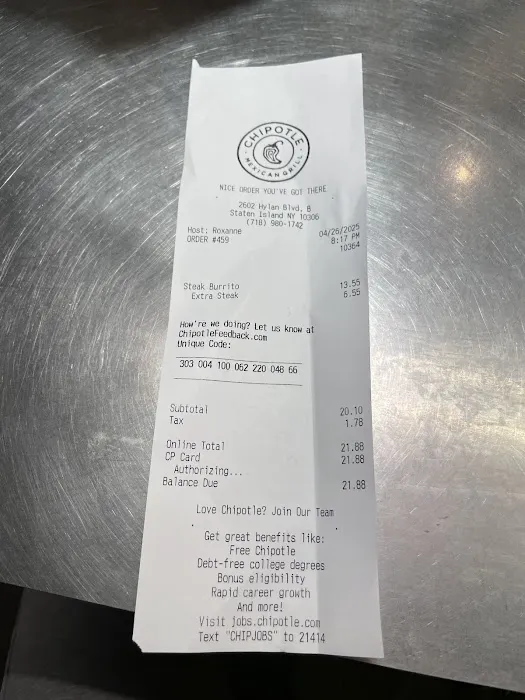 CHIPOTLE
MEXICAN GRILL
NICE ORDER YOU'VE GOT THERE
2602 Hylan Blvd, B
Staten Island NY 10306
(718) 980-1742
Host: Roxanne 04/26/2025
ORDER #459 8:17 PM
10364
Steak Burrito 13.55
Extra Steak 6.55
How're we doing? Let us know at
ChipotleFeedback.com
Unique Code:
303 004 100 062 220 048 66
Subtotal 20.10
Tax 1.78
Online Total 21.88
CP Card 21.88
Authorizing...
Balance Due 21.88
Love Chipotle? Join Our Team
Get great benefits like:
Free Chipotle
Debt-free college degrees
Bonus eligibility
Rapid career growth
And more!
Visit jobs.chipotle.com
Text "CHIPJOBS" to 21414